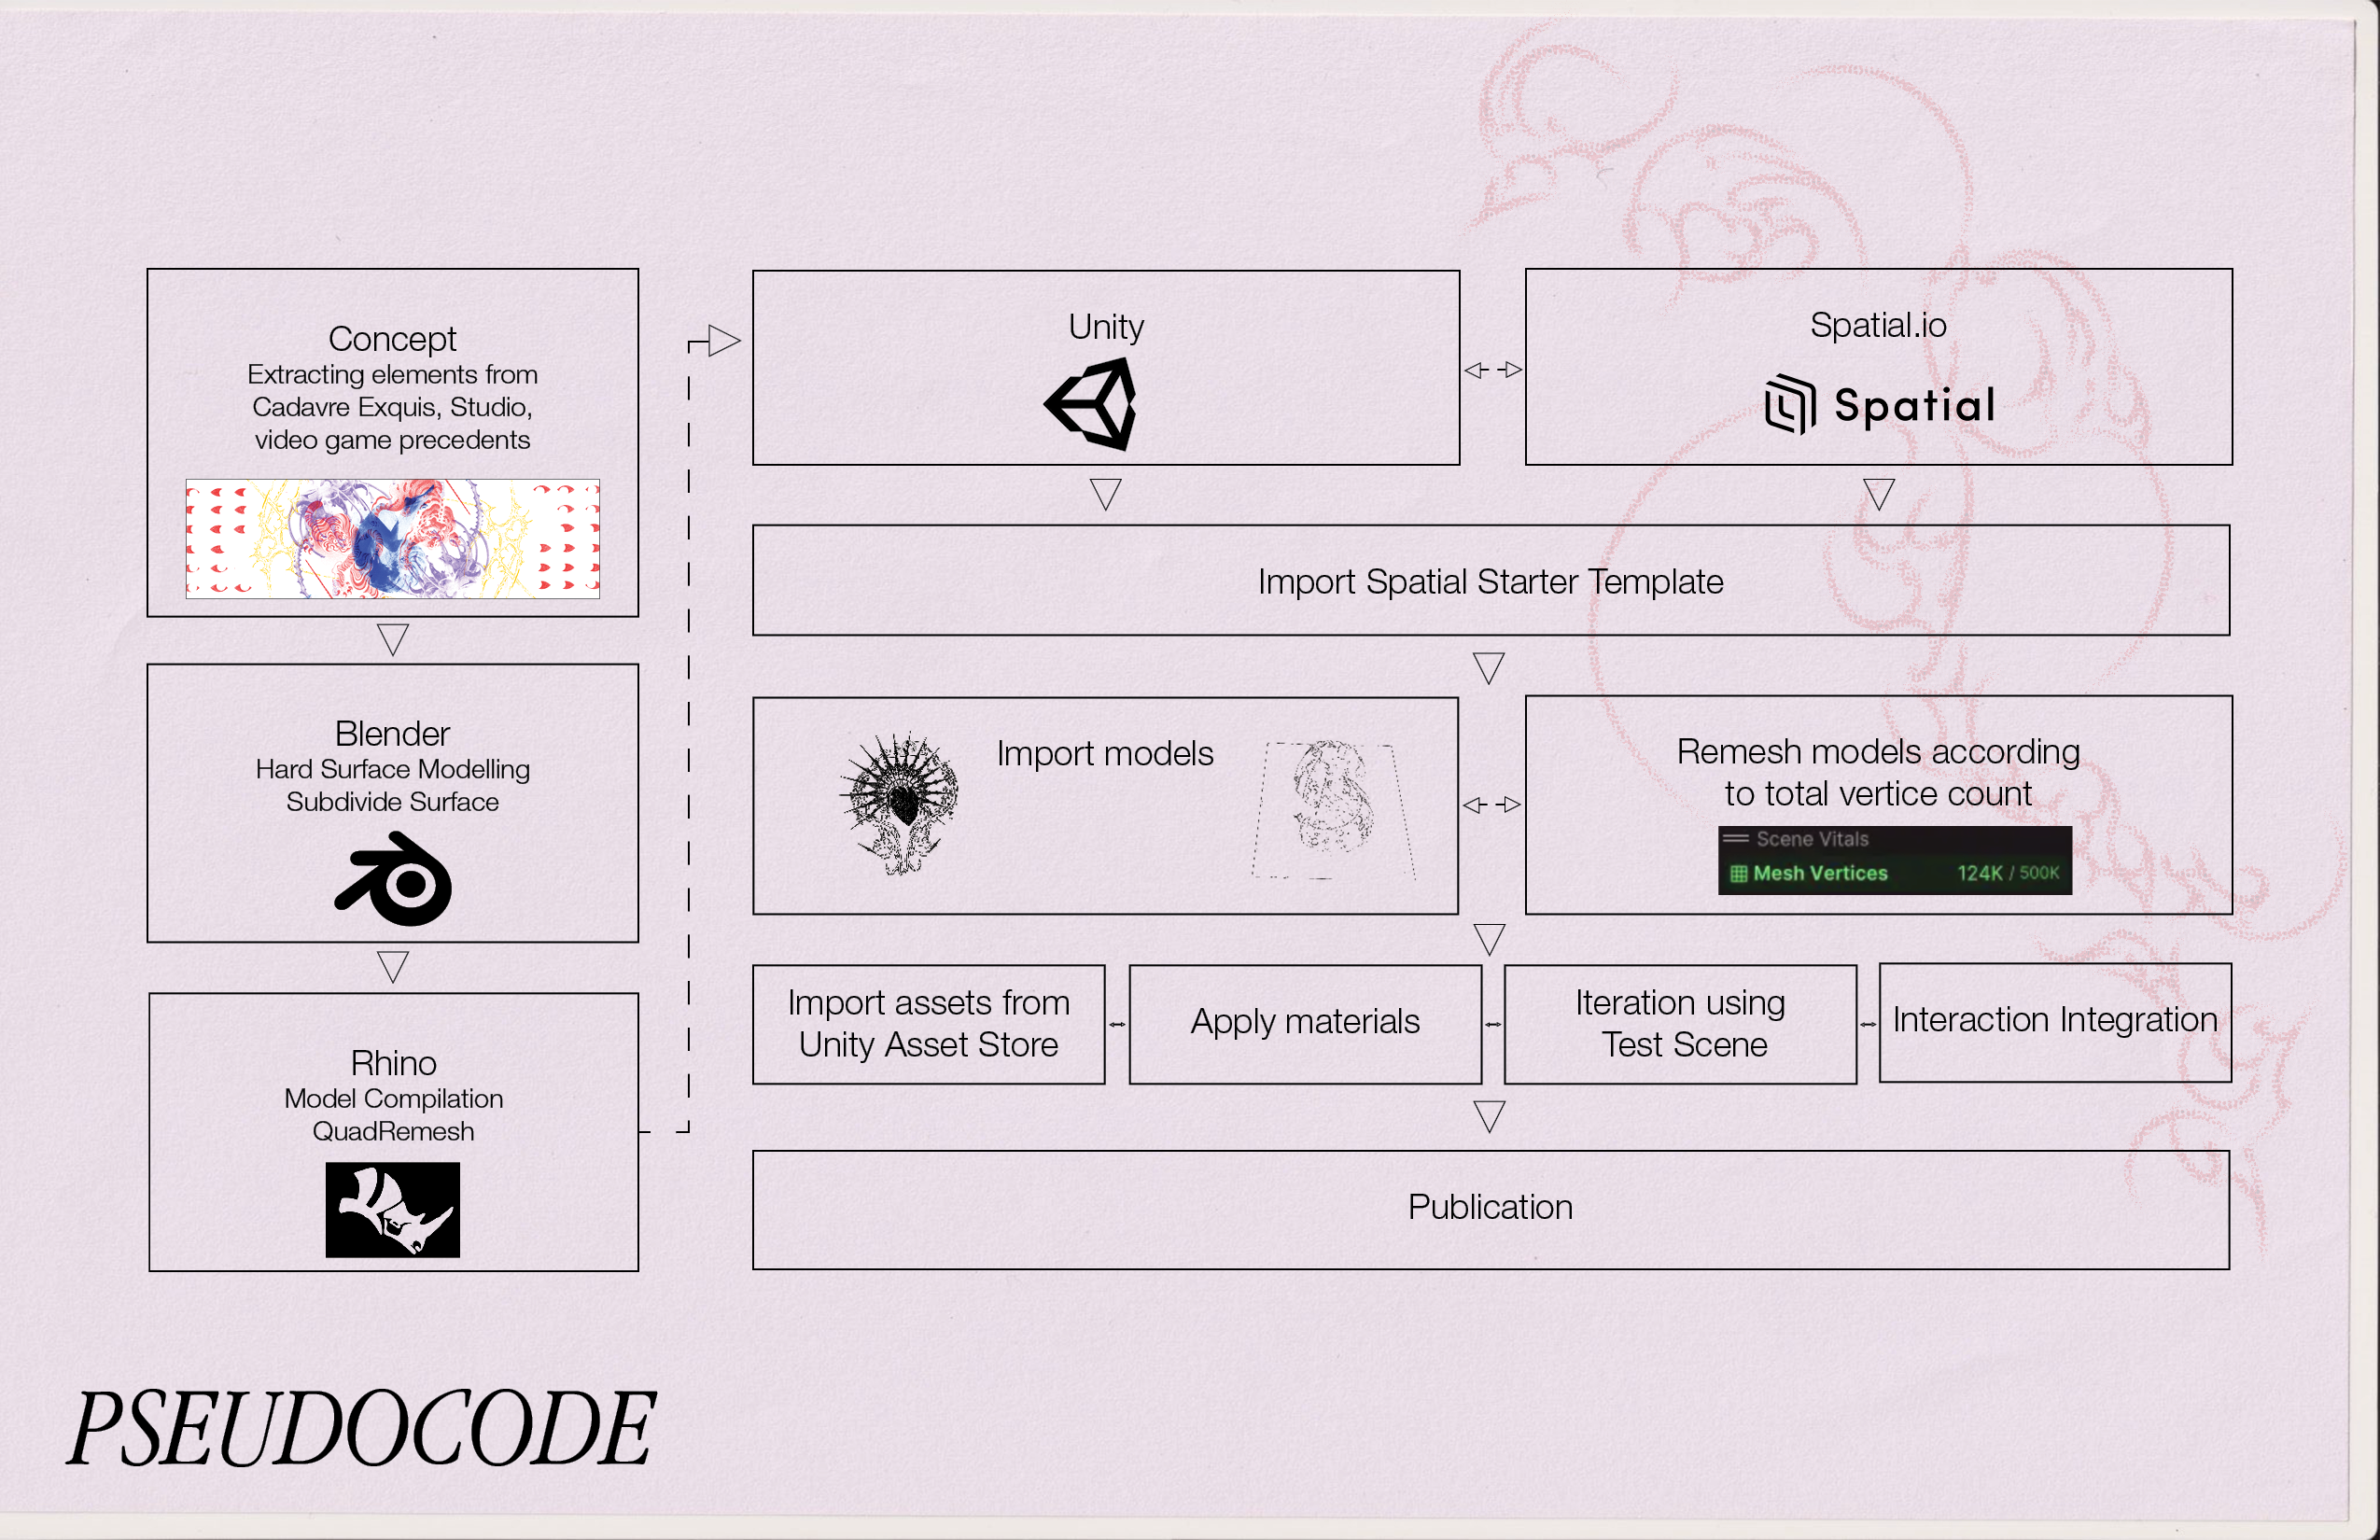 Concept
Extracting elements from
Cadavre Exquis, Studio,
video game precedents
Blender
Hard Surface Modelling
Subdivide Surface
Rhino
Model Compilation
QuadRemesh
Unity
Spatial.io
Spatial
Import Spatial Starter Template
Import models
Remesh models according
to total vertice count
Scene Vitals
Mesh Vertices 124K / 500K
Import assets from
Unity Asset Store
Apply materials
Iteration using
Test Scene
Interaction Integration
Publication
PSEUDOCODE